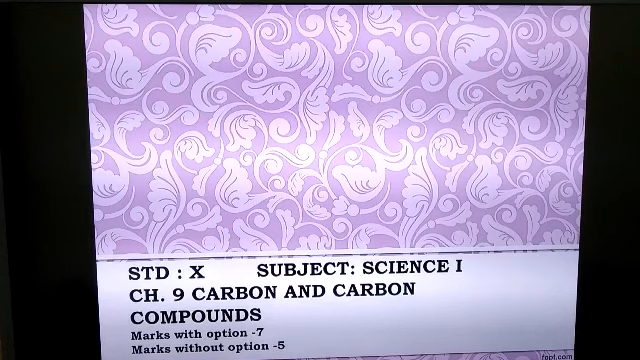 STD : X SUBJECT: SCIENCE I
CH. 9 CARBON AND CARBON
COMPOUNDS
Marks with option -7
Marks without option -5
fppt.com